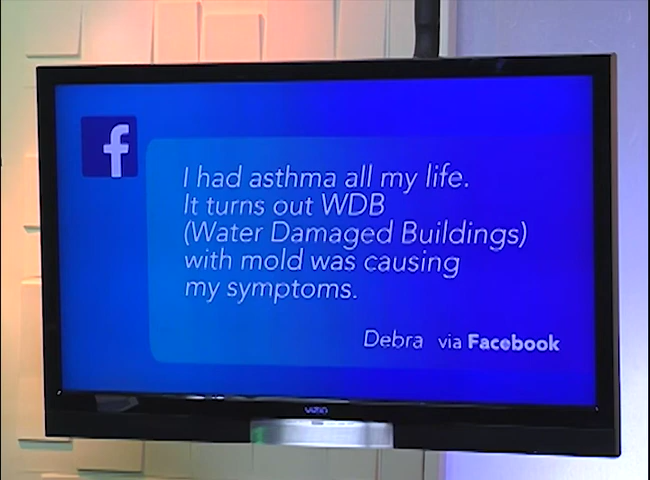 f
I had asthma all my life.
It turns out WDB
(Water Damaged Buildings)
with mold was causing
my symptoms.
Debra via Facebook
VIZIO